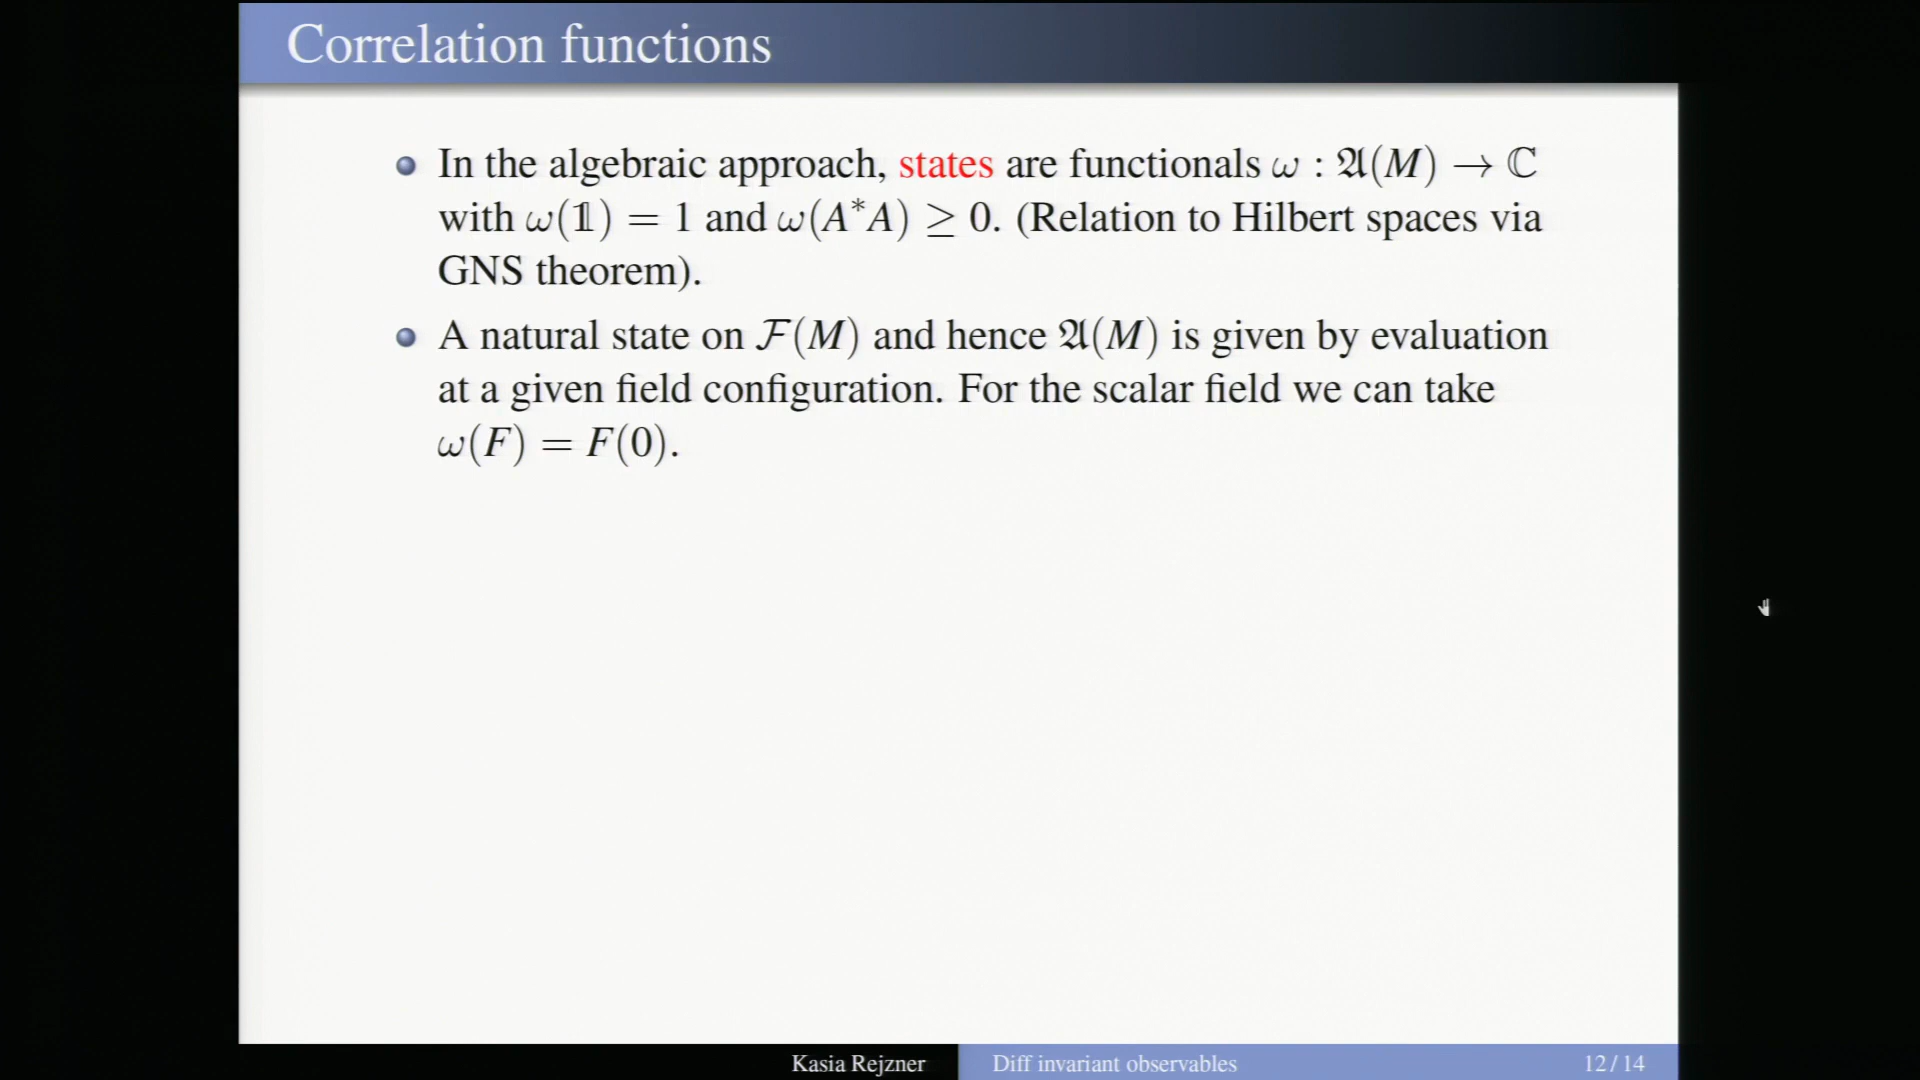 Correlation functions
In the algebraic approach, states are functionals ω : 𝔄(M) → ℂ
with ω(𝟙) = 1 and ω(A*A) ≥ 0. (Relation to Hilbert spaces via
GNS theorem).
A natural state on ℱ(M) and hence 𝔄(M) is given by evaluation
at a given field configuration. For the scalar field we can take
ω(F) = F(0).
Kasia Rejzner
Diff invariant observables
12 / 14